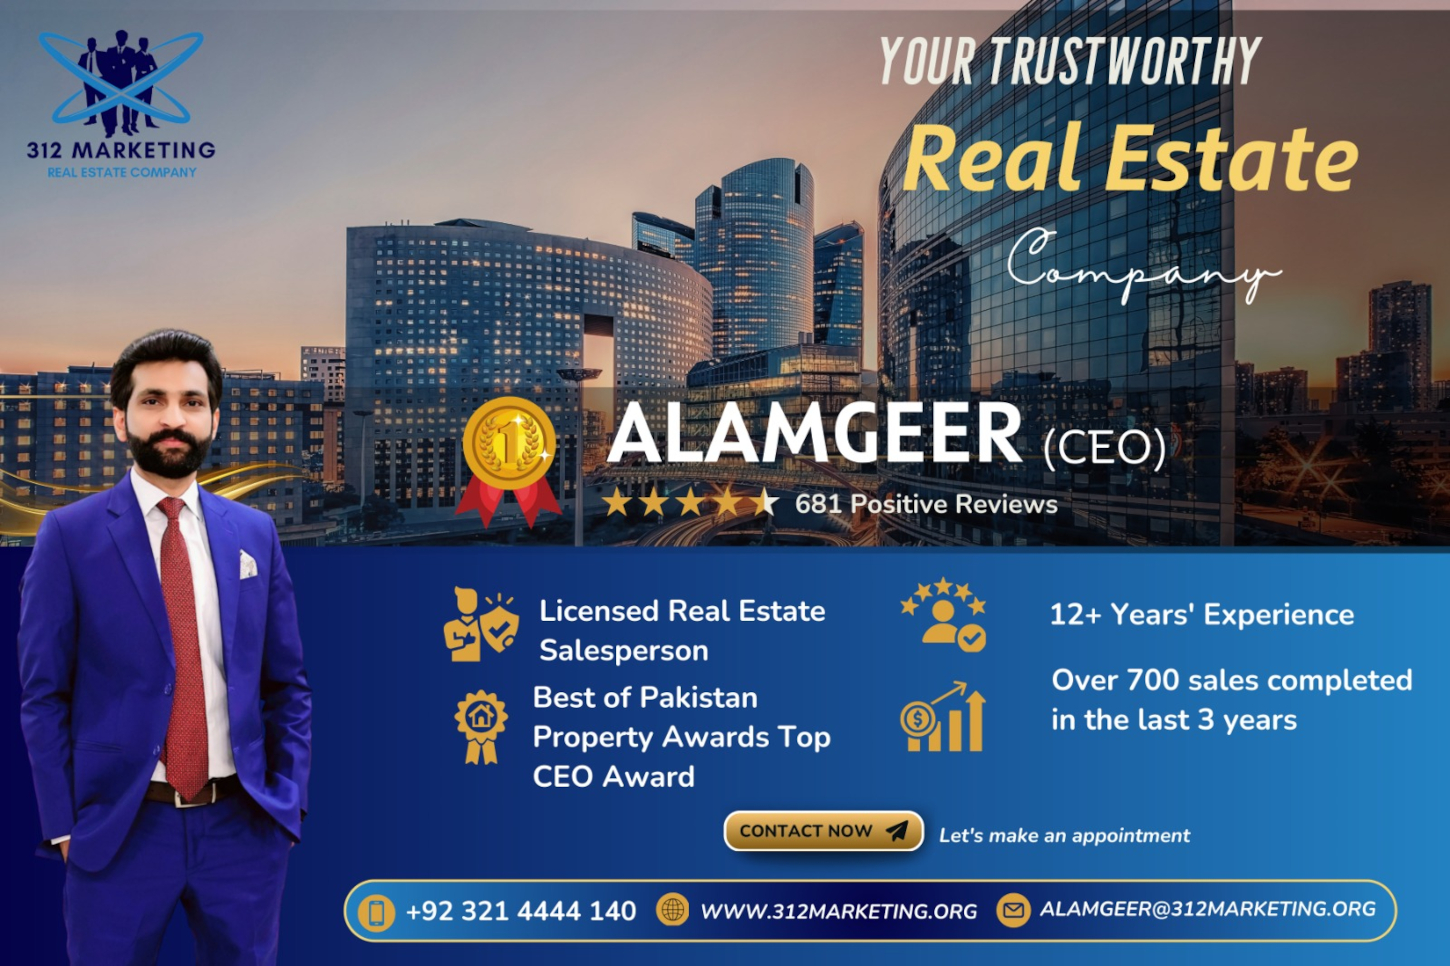 312 MARKETING
REAL ESTATE COMPANY
YOUR TRUSTWORTHY
Real Estate
Company
1
ALAMGEER (CEO)
681 Positive Reviews
Licensed Real Estate
Salesperson
Best of Pakistan
Property Awards Top
CEO Award
12+ Years' Experience
Over 700 sales completed
in the last 3 years
$
CONTACT NOW
Let's make an appointment
+92 321 4444 140
WWW.312MARKETING.ORG
ALAMGEER@312MARKETING.ORG